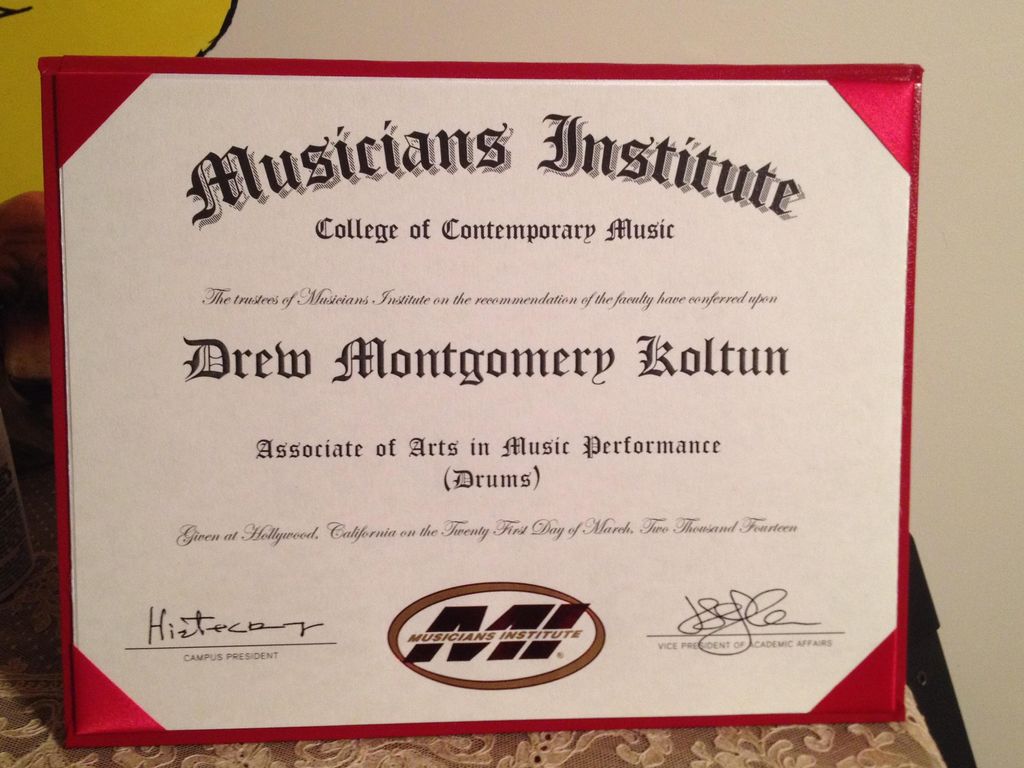 Musicians Institute
College of Contemporary Music
The trustees of Musicians Institute on the recommendation of the faculty have conferred upon
Drew Montgomery Koltun
Associate of Arts in Music Performance
(Drums)
Given at Hollywood, California on the Twenty First Day of March, Two Thousand Fourteen
CAMPUS PRESIDENT
MI
MUSICIANS INSTITUTE
®
VICE PRESIDENT OF ACADEMIC AFFAIRS